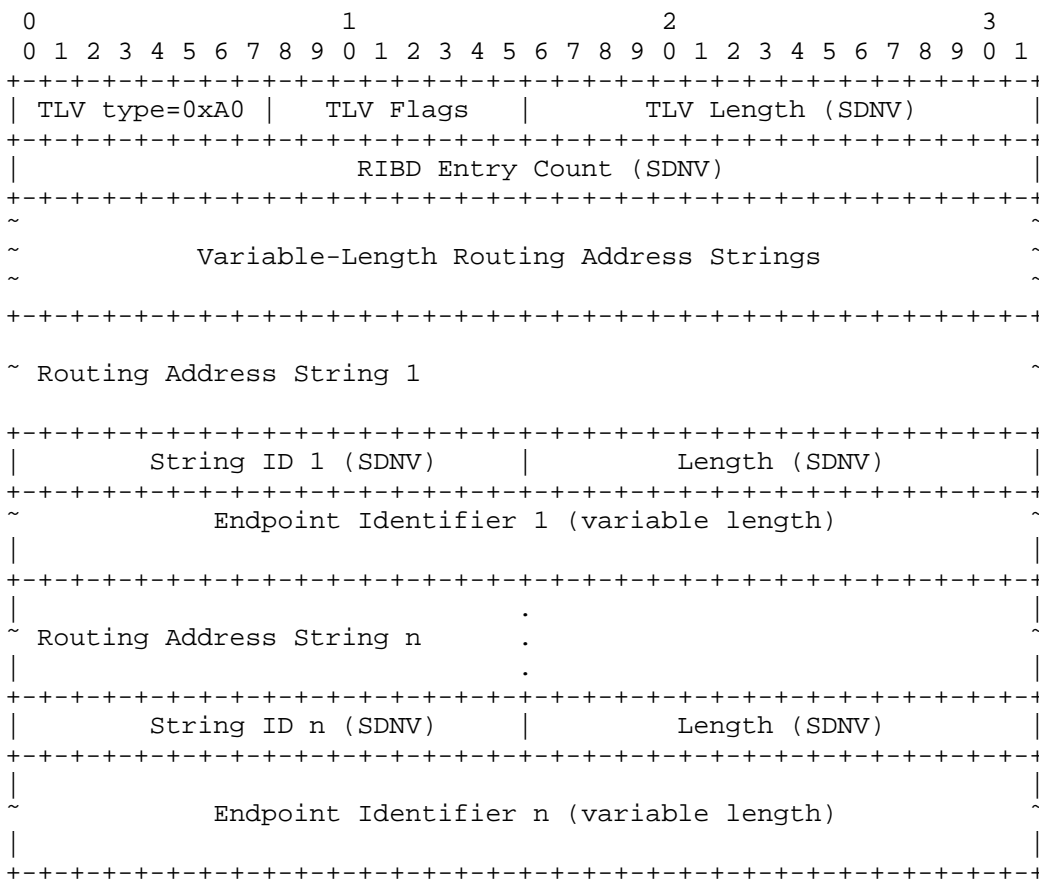 0                   1                   2                   3
0 1 2 3 4 5 6 7 8 9 0 1 2 3 4 5 6 7 8 9 0 1 2 3 4 5 6 7 8 9 0 1
+-+-+-+-+-+-+-+-+-+-+-+-+-+-+-+-+-+-+-+-+-+-+-+-+-+-+-+-+-+-+-+-+
| TLV type=0xA0 |   TLV Flags   |       TLV Length (SDNV)       |
+-+-+-+-+-+-+-+-+-+-+-+-+-+-+-+-+-+-+-+-+-+-+-+-+-+-+-+-+-+-+-+-+
|                     RIBD Entry Count (SDNV)                   |
+-+-+-+-+-+-+-+-+-+-+-+-+-+-+-+-+-+-+-+-+-+-+-+-+-+-+-+-+-+-+-+-+
~                                                               ~
~           Variable-Length Routing Address Strings             ~
~                                                               ~
+-+-+-+-+-+-+-+-+-+-+-+-+-+-+-+-+-+-+-+-+-+-+-+-+-+-+-+-+-+-+-+-+
~ Routing Address String 1                                      ~
+-+-+-+-+-+-+-+-+-+-+-+-+-+-+-+-+-+-+-+-+-+-+-+-+-+-+-+-+-+-+-+-+
|        String ID 1 (SDNV)     |         Length (SDNV)         |
+-+-+-+-+-+-+-+-+-+-+-+-+-+-+-+-+-+-+-+-+-+-+-+-+-+-+-+-+-+-+-+-+
~            Endpoint Identifier 1 (variable length)            ~
|                                                               |
+-+-+-+-+-+-+-+-+-+-+-+-+-+-+-+-+-+-+-+-+-+-+-+-+-+-+-+-+-+-+-+-+
|                               .                               |
~ Routing Address String n      .                               ~
|                               .                               |
+-+-+-+-+-+-+-+-+-+-+-+-+-+-+-+-+-+-+-+-+-+-+-+-+-+-+-+-+-+-+-+-+
|        String ID n (SDNV)     |         Length (SDNV)         |
+-+-+-+-+-+-+-+-+-+-+-+-+-+-+-+-+-+-+-+-+-+-+-+-+-+-+-+-+-+-+-+-+
|                                                               |
~            Endpoint Identifier n (variable length)            ~
|                                                               |
+-+-+-+-+-+-+-+-+-+-+-+-+-+-+-+-+-+-+-+-+-+-+-+-+-+-+-+-+-+-+-+-+